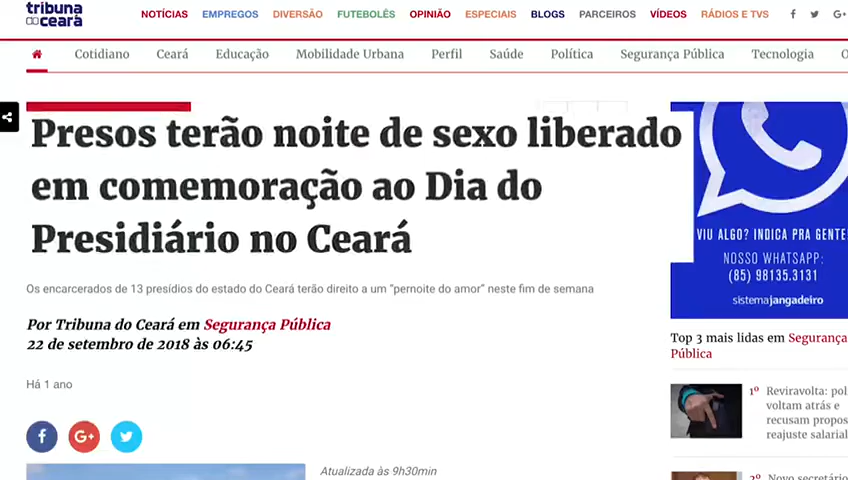 tribuna
do ceará
NOTÍCIAS EMPREGOS DIVERSÃO FUTEBOLÊS OPINIÃO ESPECIAIS BLOGS PARCEIROS VÍDEOS RÁDIOS E TVS
Cotidiano Ceará Educação Mobilidade Urbana Perfil Saúde Política Segurança Pública Tecnologia
Presos terão noite de sexo liberado
em comemoração ao Dia do
Presidiário no Ceará
Os encarcerados de 13 presídios do estado do Ceará terão direito a um "pernoite do amor" neste fim de semana
Por Tribuna do Ceará em Segurança Pública
22 de setembro de 2018 às 06:45
Há 1 ano
Atualizada às 9h30min
VIU ALGO? INDICA PRA GENTE!
NOSSO WHATSAPP:
(85) 98135.3131
sistemajangadeiro
Top 3 mais lidas em Segurança
Pública
1º Reviravolta: pol
voltam atrás e
recusam propos
reajuste salarial
2º Novo secretário